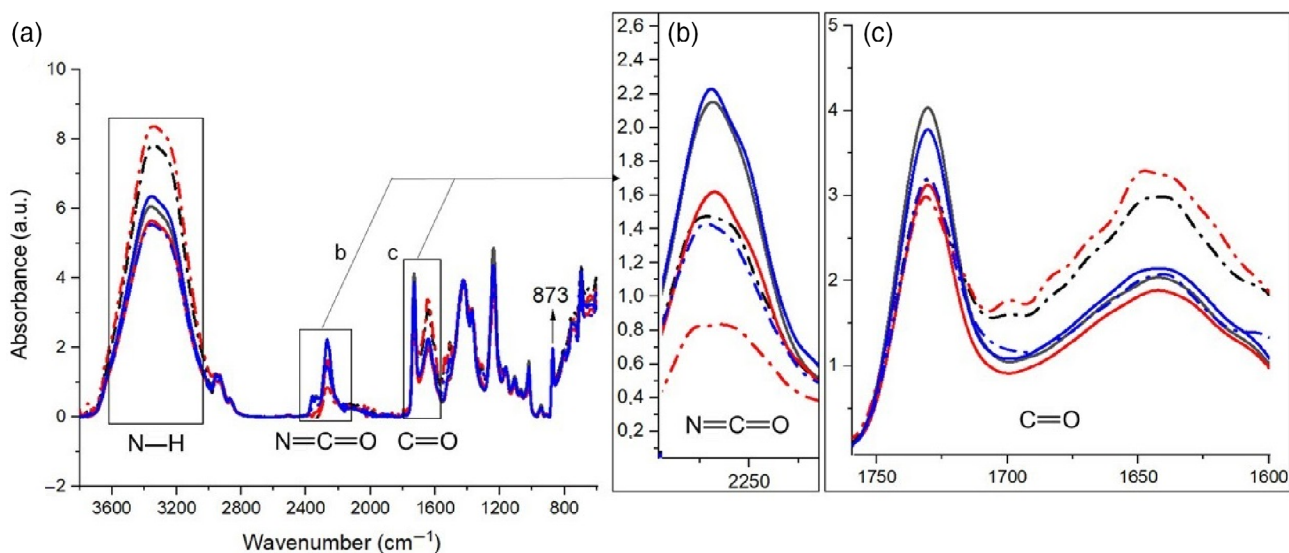 (a)
Absorbance (a.u.)
10
8
6
4
2
0
–2
3600 3200 2800 2400 2000 1600 1200 800
Wavenumber (cm⁻¹)
N—H
N=C=O
C=O
b
c
873
(b)
2,6
2,4
2,2
2,0
1,8
1,6
1,4
1,2
1,0
0,8
0,6
0,4
0,2
N=C=O
2250
(c)
5
4
3
2
1
C=O
1750 1700 1650 1600